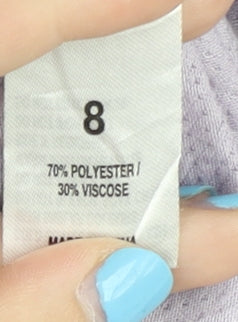 8
70% POLYESTER /
30% VISCOSE